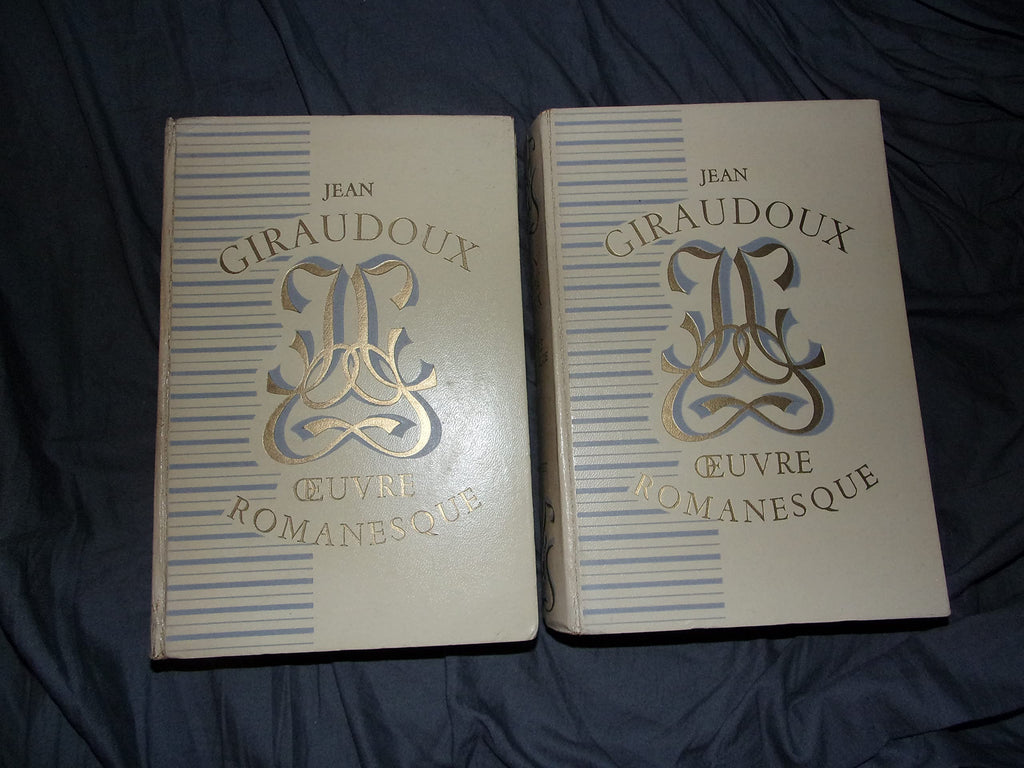 JEAN
GIRAUDOUX
ŒUVRE
ROMANESQUE
JEAN
GIRAUDOUX
ŒUVRE
ROMANESQUE